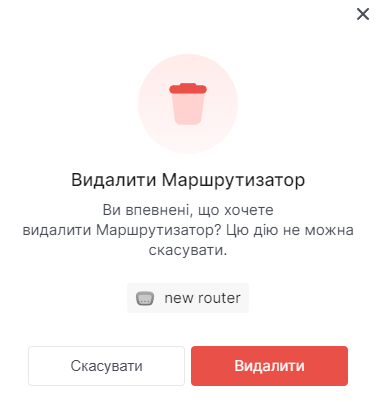 Видалити Маршрутизатор
Ви впевнені, що хочете
видалити Маршрутизатор? Цю дію не можна
скасувати.
new router
Скасувати
Видалити